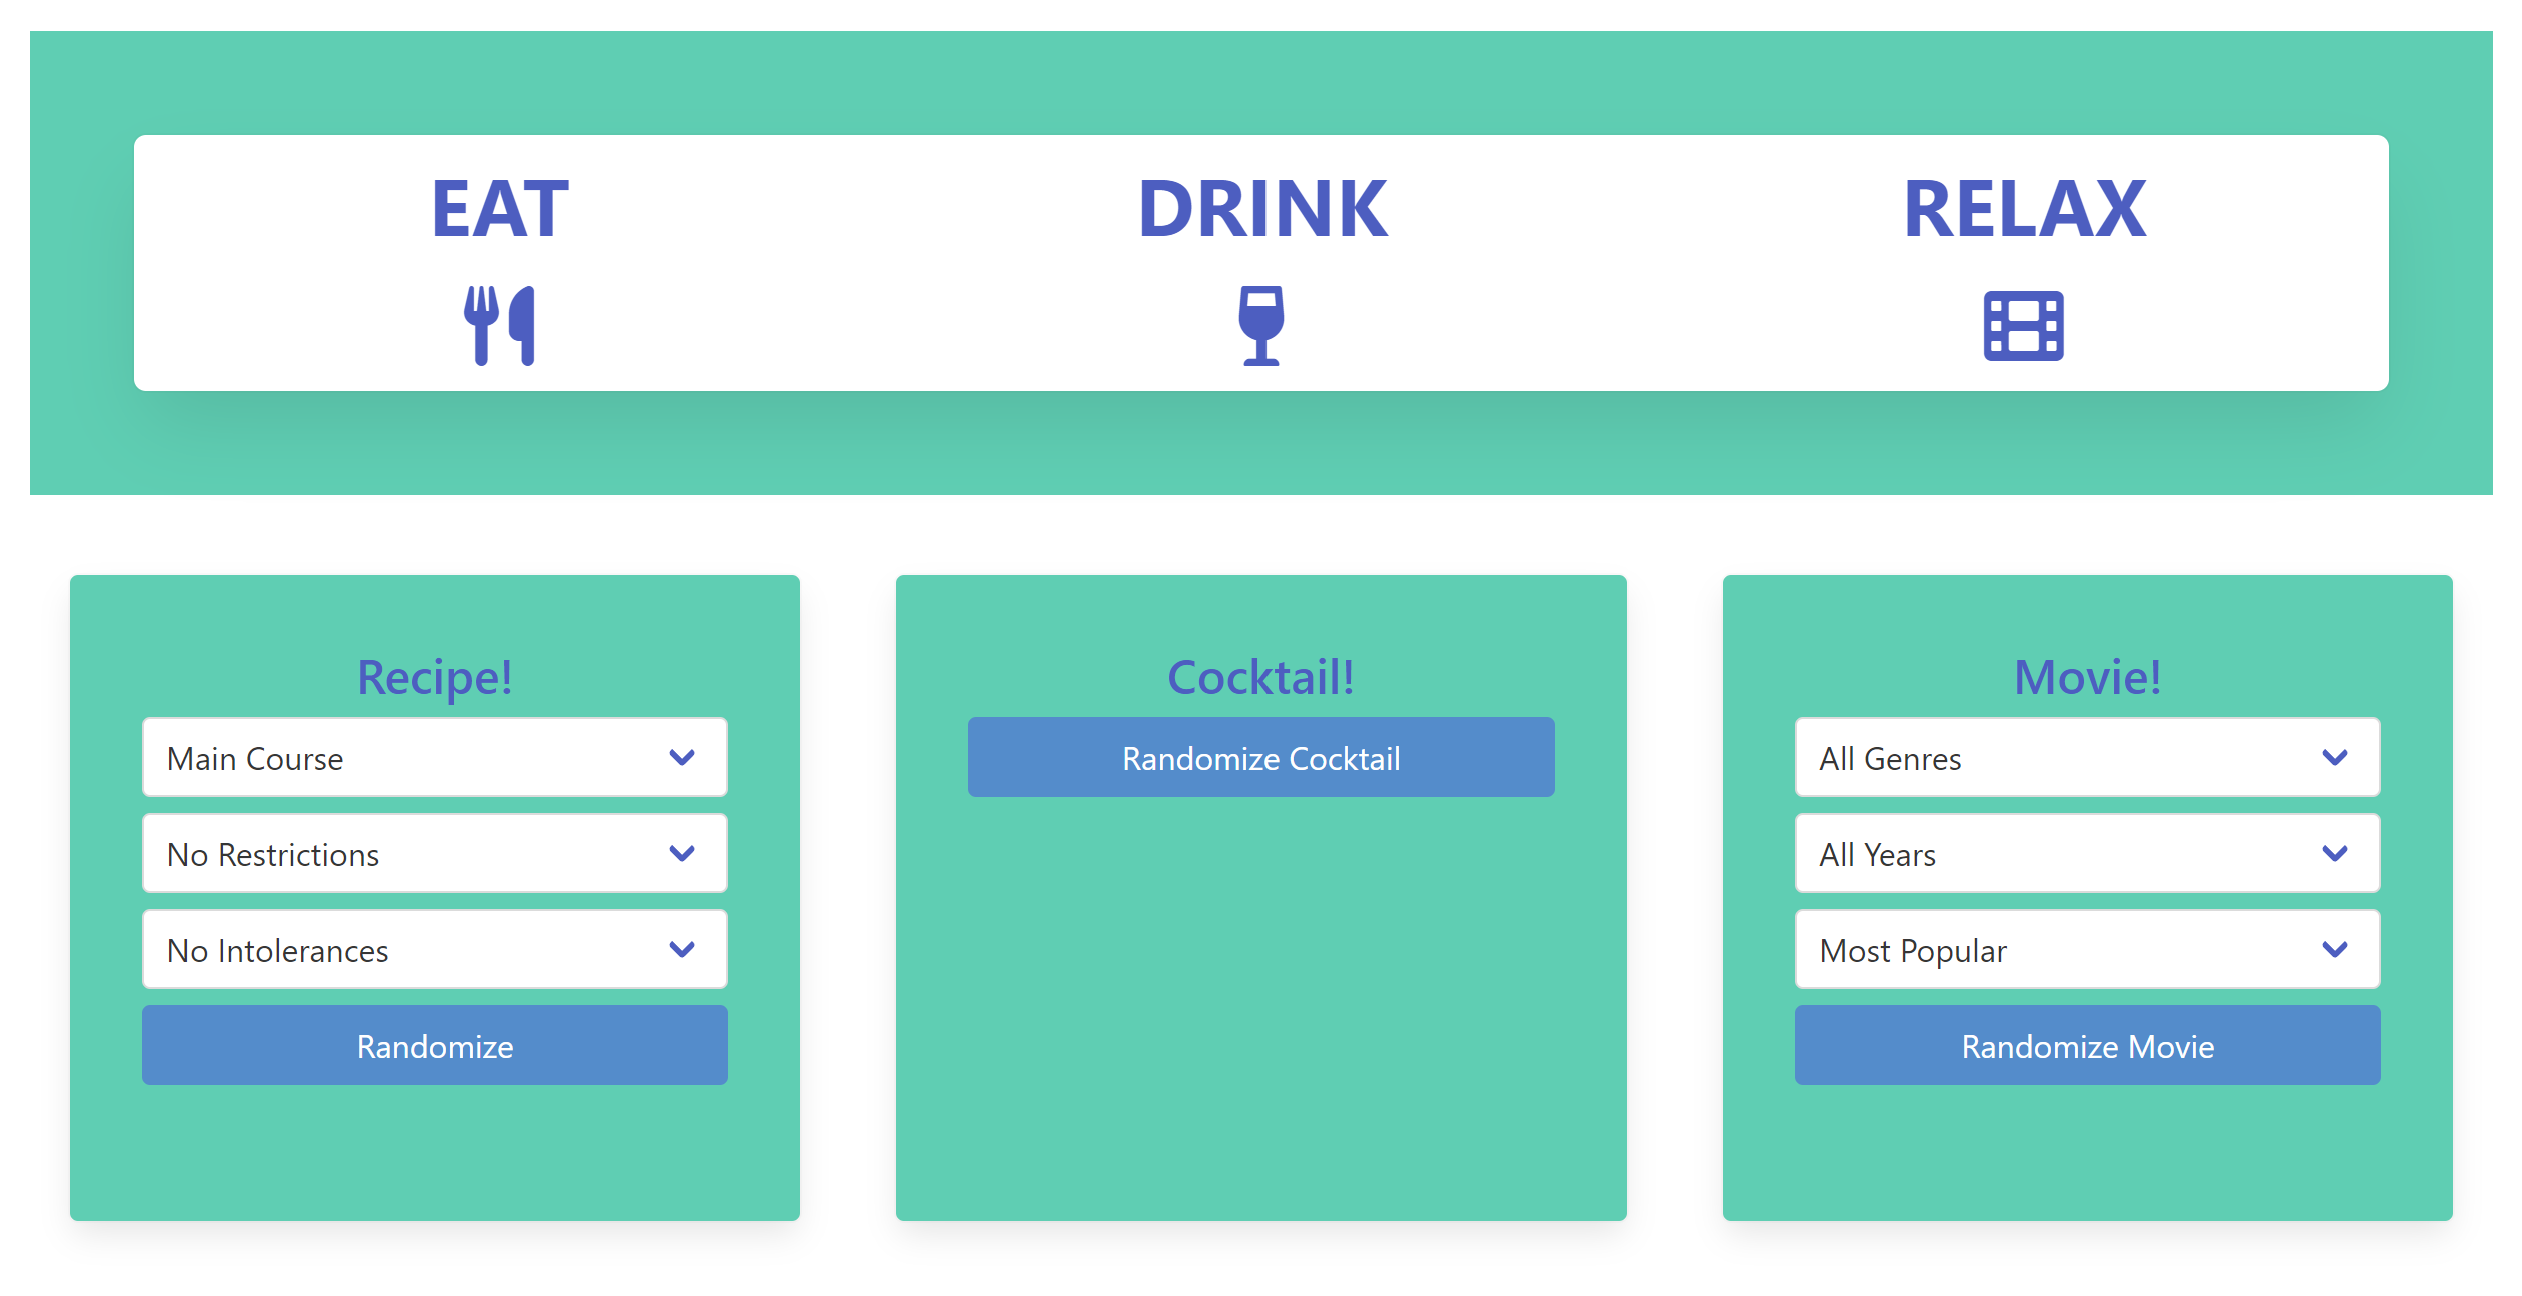 EAT
DRINK
RELAX
Recipe!
Main Course
No Restrictions
No Intolerances
Randomize
Cocktail!
Randomize Cocktail
Movie!
All Genres
All Years
Most Popular
Randomize Movie